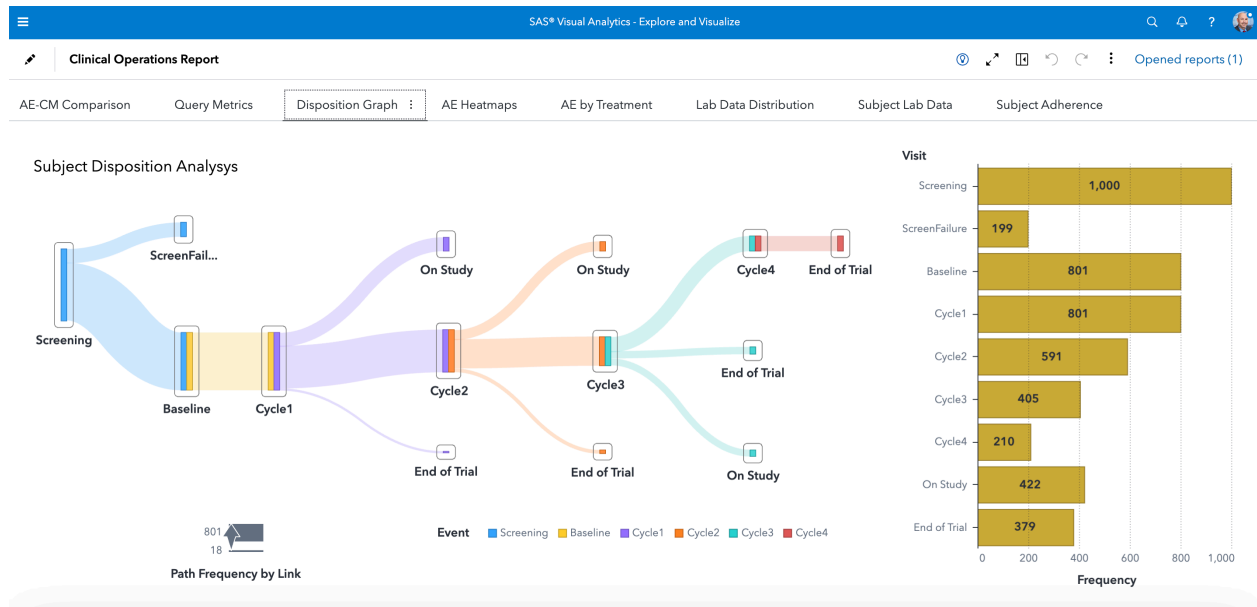 SAS® Visual Analytics - Explore and Visualize
?
Clinical Operations Report
Opened reports (1)
AE-CM Comparison
Query Metrics
Disposition Graph
AE Heatmaps
AE by Treatment
Lab Data Distribution
Subject Lab Data
Subject Adherence
Subject Disposition Analysys
Screening
ScreenFail...
Baseline
Cycle1
On Study
Cycle2
End of Trial
On Study
Cycle3
End of Trial
Cycle4
End of Trial
End of Trial
On Study
801
18
Path Frequency by Link
Event Screening Baseline Cycle1 Cycle2 Cycle3 Cycle4
Visit
Screening 1,000
ScreenFailure 199
Baseline 801
Cycle1 801
Cycle2 591
Cycle3 405
Cycle4 210
On Study 422
End of Trial 379
0 200 400 600 800 1,000
Frequency